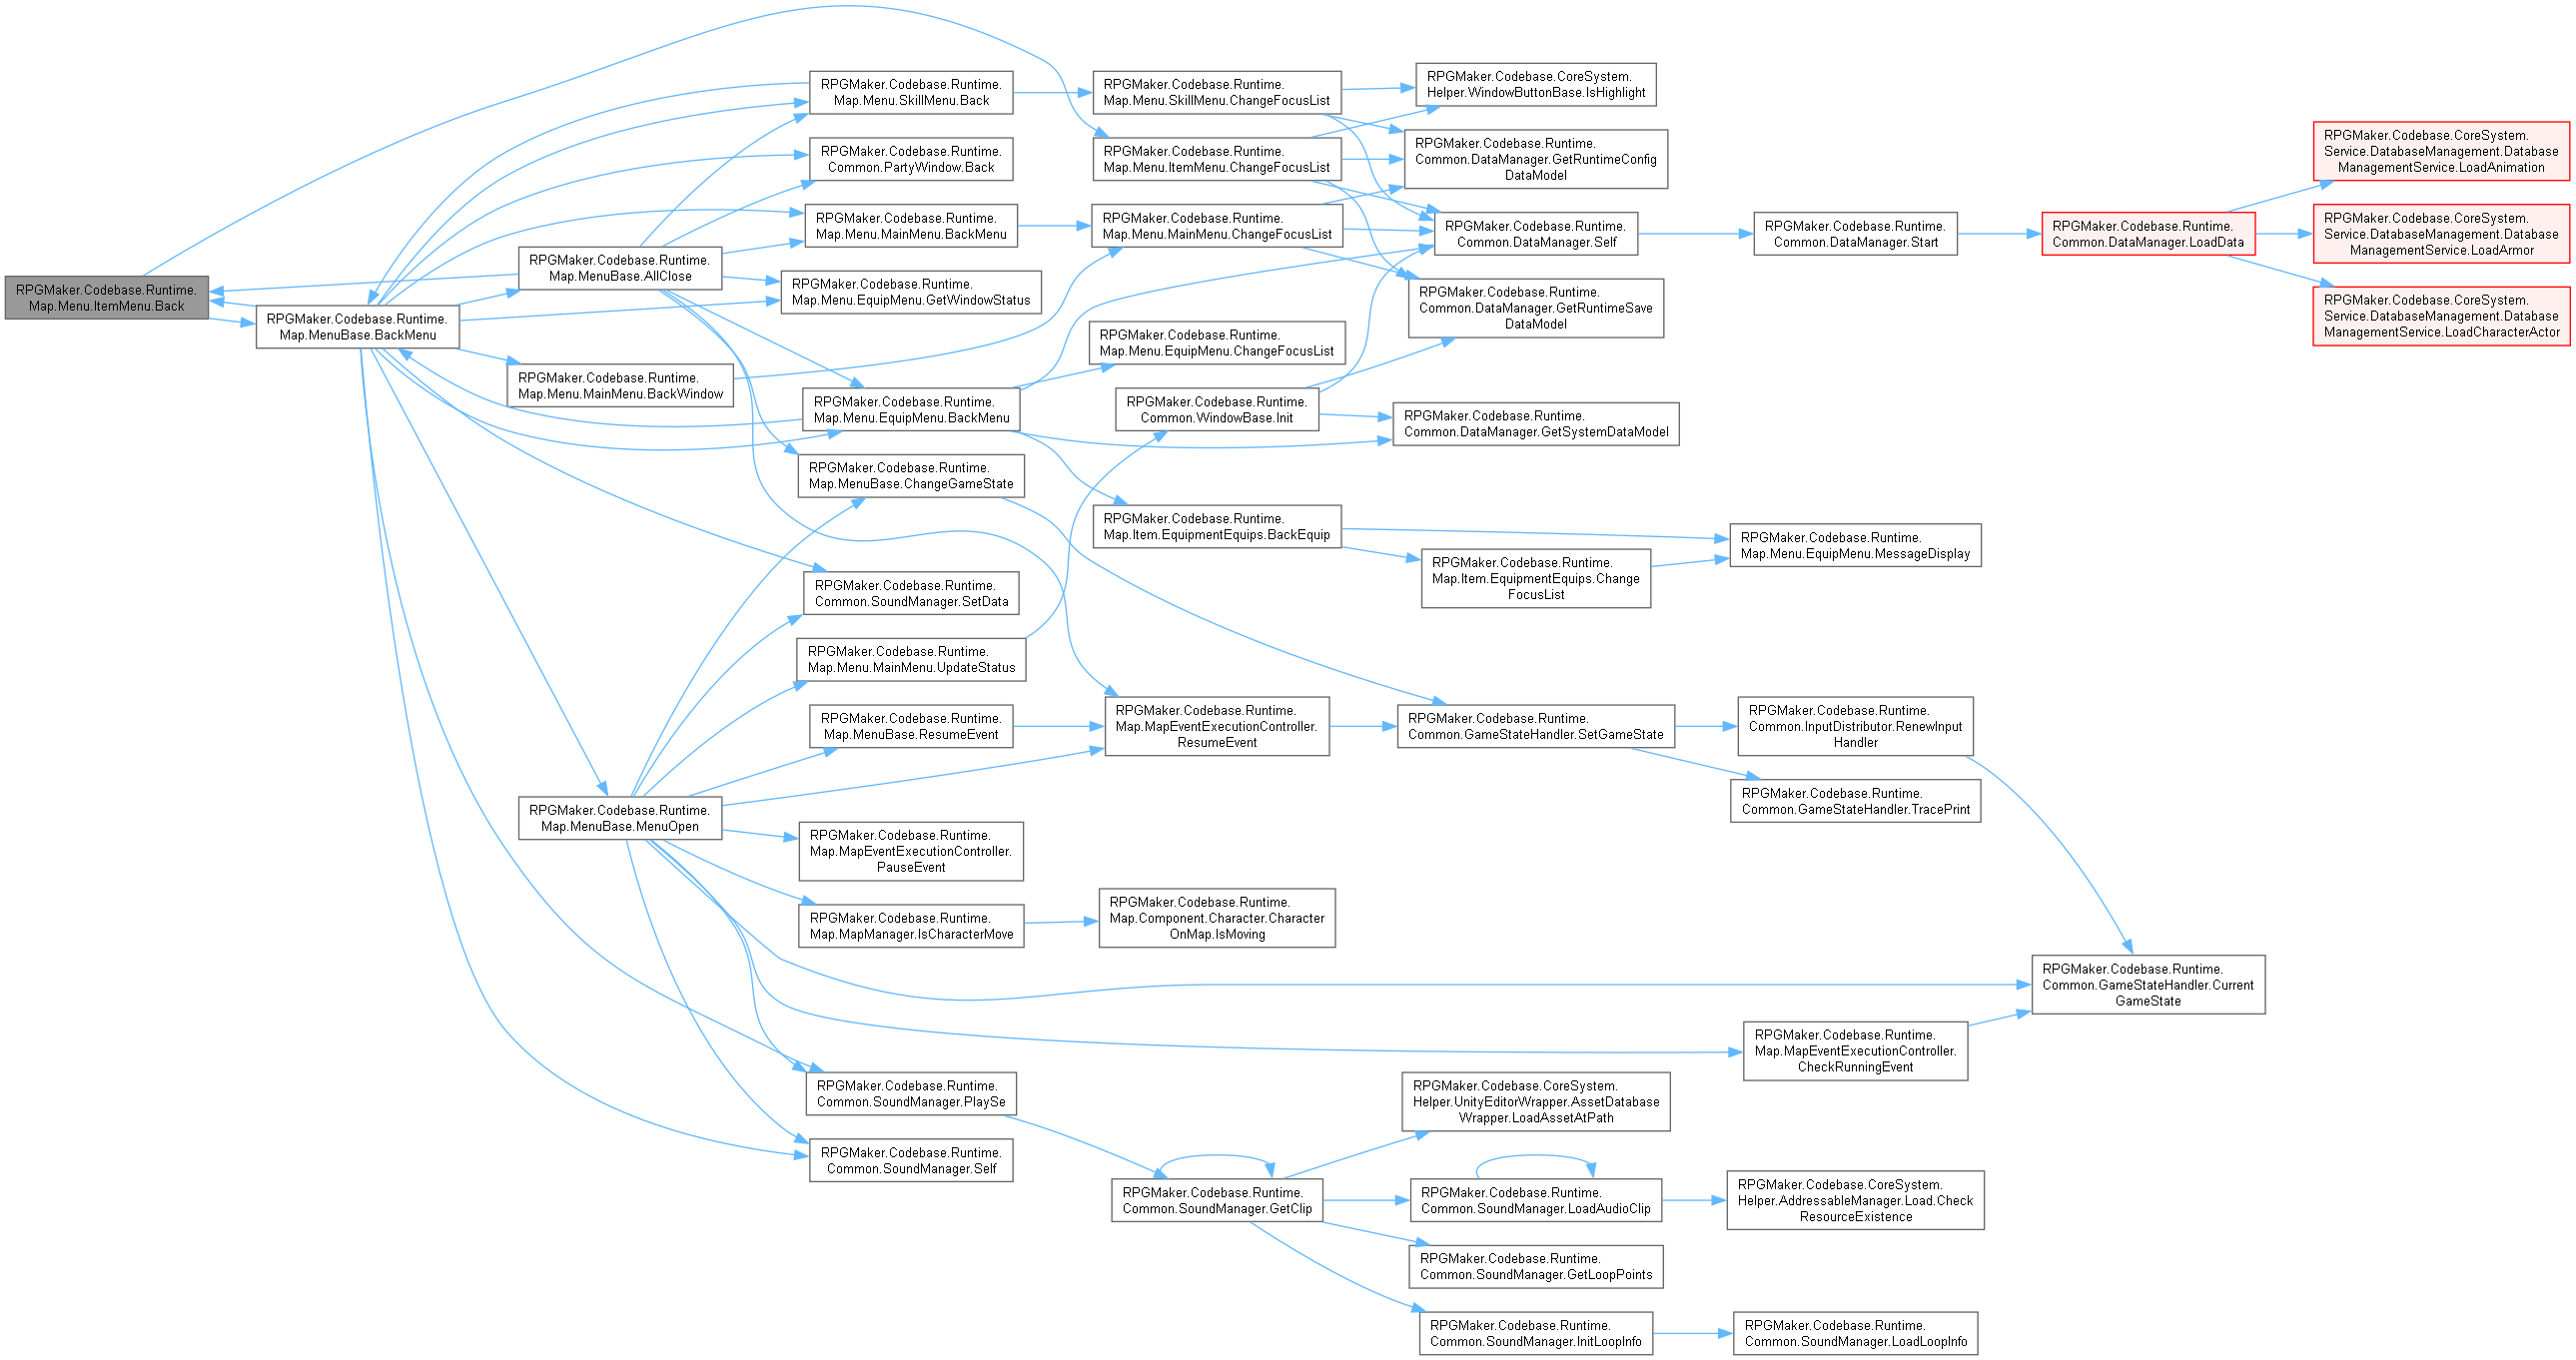 RPGMaker.Codebase.Runtime.
Map.Menu.ItemMenu.Back
RPGMaker.Codebase.Runtime.
Map.MenuBase.BackMenu
RPGMaker.Codebase.Runtime.
Map.MenuBase.AllClose
RPGMaker.Codebase.Runtime.
Map.Menu.MainMenu.BackWindow
RPGMaker.Codebase.Runtime.
Map.MenuBase.MenuOpen
RPGMaker.Codebase.Runtime.
Map.Menu.SkillMenu.Back
RPGMaker.Codebase.Runtime.
Common.PartyWindow.Back
RPGMaker.Codebase.Runtime.
Map.Menu.MainMenu.BackMenu
RPGMaker.Codebase.Runtime.
Map.Menu.EquipMenu.GetWindowStatus
RPGMaker.Codebase.Runtime.
Map.Menu.EquipMenu.BackMenu
RPGMaker.Codebase.Runtime.
Map.MenuBase.ChangeGameState
RPGMaker.Codebase.Runtime.
Common.SoundManager.SetData
RPGMaker.Codebase.Runtime.
Map.Menu.MainMenu.UpdateStatus
RPGMaker.Codebase.Runtime.
Map.MenuBase.ResumeEvent
RPGMaker.Codebase.Runtime.
Map.MapEventExecutionController.
PauseEvent
RPGMaker.Codebase.Runtime.
Map.MapManager.IsCharacterMove
RPGMaker.Codebase.Runtime.
Common.SoundManager.PlaySe
RPGMaker.Codebase.Runtime.
Common.SoundManager.Self
RPGMaker.Codebase.Runtime.
Map.Menu.SkillMenu.ChangeFocusList
RPGMaker.Codebase.Runtime.
Map.Menu.ItemMenu.ChangeFocusList
RPGMaker.Codebase.Runtime.
Map.Menu.MainMenu.ChangeFocusList
RPGMaker.Codebase.Runtime.
Map.Menu.EquipMenu.ChangeFocusList
RPGMaker.Codebase.Runtime.
Common.WindowBase.Init
RPGMaker.Codebase.Runtime.
Map.Item.EquipmentEquips.BackEquip
RPGMaker.Codebase.Runtime.
Map.MapEventExecutionController.
ResumeEvent
RPGMaker.Codebase.Runtime.
Map.Component.Character.Character
OnMap.IsMoving
RPGMaker.Codebase.Runtime.
Common.SoundManager.GetClip
RPGMaker.Codebase.CoreSystem.
Helper.WindowButtonBase.IsHighlight
RPGMaker.Codebase.Runtime.
Common.DataManager.GetRuntimeConfig
DataModel
RPGMaker.Codebase.Runtime.
Common.DataManager.Self
RPGMaker.Codebase.Runtime.
Common.DataManager.GetRuntimeSave
DataModel
RPGMaker.Codebase.Runtime.
Common.DataManager.GetSystemDataModel
RPGMaker.Codebase.Runtime.
Map.Item.EquipmentEquips.Change
FocusList
RPGMaker.Codebase.Runtime.
Common.GameStateHandler.SetGameState
RPGMaker.Codebase.CoreSystem.
Helper.UnityEditorWrapper.AssetDatabase
Wrapper.LoadAssetAtPath
RPGMaker.Codebase.Runtime.
Common.SoundManager.LoadAudioClip
RPGMaker.Codebase.Runtime.
Common.SoundManager.GetLoopPoints
RPGMaker.Codebase.Runtime.
Common.SoundManager.InitLoopInfo
RPGMaker.Codebase.Runtime.
Common.DataManager.Start
RPGMaker.Codebase.Runtime.
Map.Menu.EquipMenu.MessageDisplay
RPGMaker.Codebase.Runtime.
Common.InputDistributor.RenewInput
Handler
RPGMaker.Codebase.Runtime.
Common.GameStateHandler.TracePrint
RPGMaker.Codebase.Runtime.
Map.MapEventExecutionController.
CheckRunningEvent
RPGMaker.Codebase.CoreSystem.
Helper.AddressableManager.Load.Check
ResourceExistence
RPGMaker.Codebase.Runtime.
Common.SoundManager.LoadLoopInfo
RPGMaker.Codebase.Runtime.
Common.DataManager.LoadData
RPGMaker.Codebase.Runtime.
Common.GameStateHandler.Current
GameState
RPGMaker.Codebase.CoreSystem.
Service.DatabaseManagement.Database
ManagementService.LoadAnimation
RPGMaker.Codebase.CoreSystem.
Service.DatabaseManagement.Database
ManagementService.LoadArmor
RPGMaker.Codebase.CoreSystem.
Service.DatabaseManagement.Database
ManagementService.LoadCharacterActor